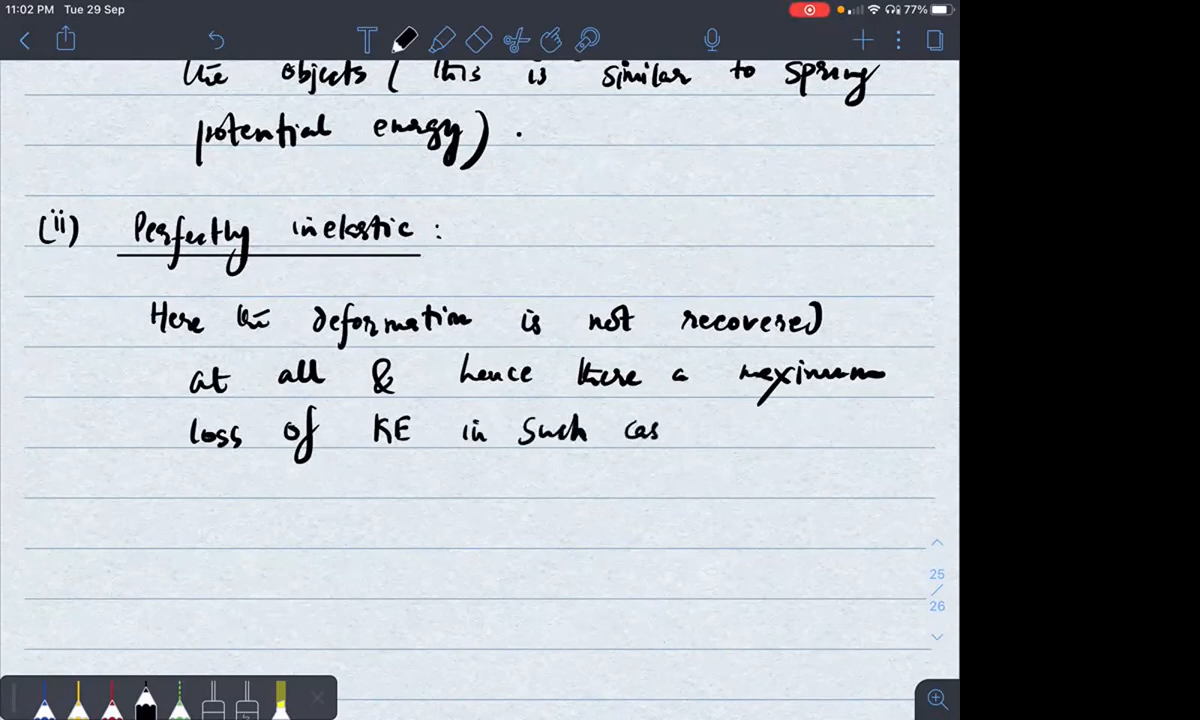 11:02 PM Tue 29 Sep
77%
the objects ( this is similar to spring
potential energy) .
(ii) Perfectly inelastic :
Here the deformation is not recovered
at all & hence there a maximum
loss of KE in such cas
25
/
26